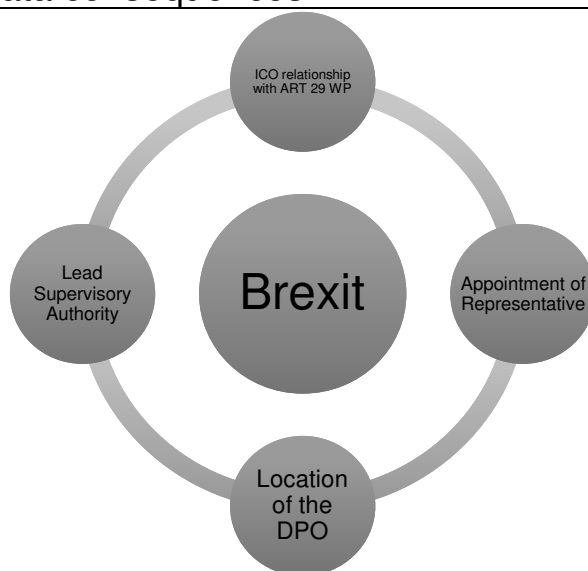 ICO relationship
with ART 29 WP
Lead
Supervisory
Authority
Brexit
Appointment of
Representative
Location
of the
DPO